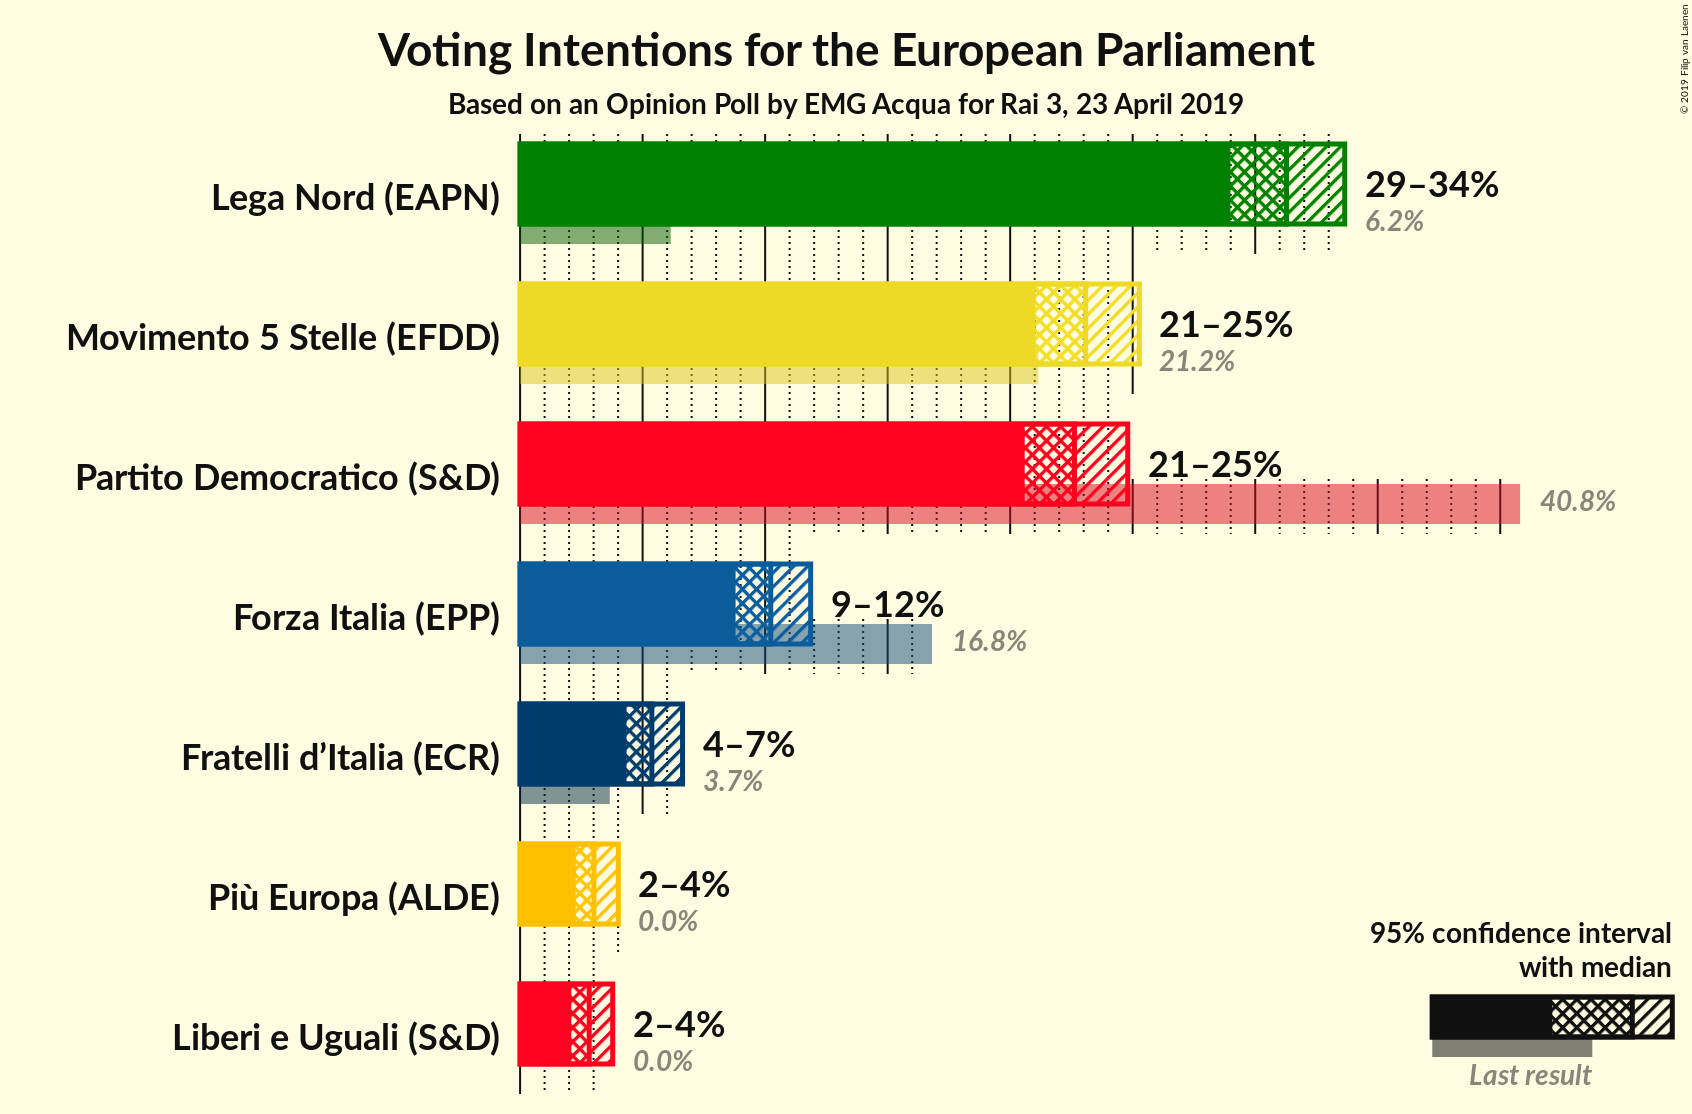 Voting Intentions for the European Parliament
Based on an Opinion Poll by EMG Acqua for Rai 3, 23 April 2019
© 2019 Filip van Laenen
Lega Nord (EAPN)
29–34%
6.2%
Movimento 5 Stelle (EFDD)
21–25%
21.2%
Partito Democratico (S&D)
21–25%
40.8%
Forza Italia (EPP)
9–12%
16.8%
Fratelli d’Italia (ECR)
4–7%
3.7%
Più Europa (ALDE)
2–4%
0.0%
Liberi e Uguali (S&D)
2–4%
0.0%
95% confidence interval
with median
Last result